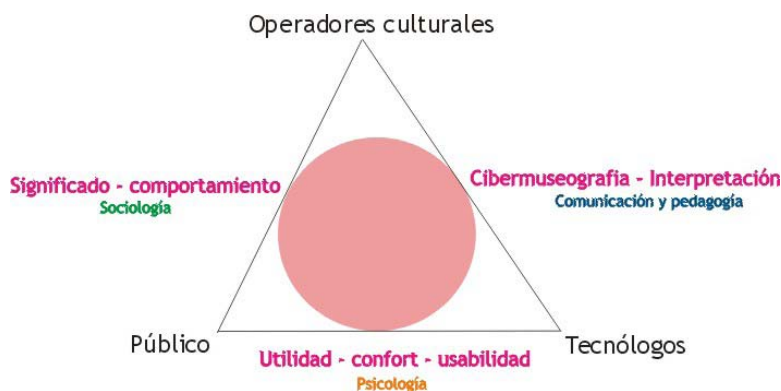 Operadores culturales
Significado - comportamiento
Sociología
Cibermuseografia - Interpretación
Comunicación y pedagogía
Público
Tecnólogos
Utilidad - confort - usabilidad
Psicología